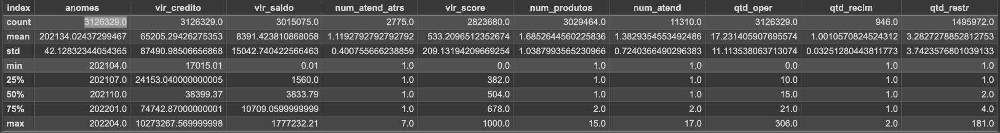 index anomes vlr_credito vlr_saldo num_atend_atrs vlr_score num_produtos num_atend qtd_oper qtd_reclm qtd_restr
count 3126329.0 3126329.0 3015075.0 2775.0 2823680.0 3029464.0 11310.0 3126329.0 946.0 1495972.0
mean 202134.02437299467 65205.29426275353 8391.423810868058 1.1192792792792792 533.2096512352674 1.6852644560225836 1.3829354553492486 17.231405907695574 1.0010570824524312 3.2827278852812753
std 42.12832344054365 87490.98506656868 15042.740422566463 0.400755666238859 209.13194209669254 1.0387993565230966 0.7240366490296383 11.113538063713074 0.03251280443811773 3.7423576801039133
min 202104.0 17015.01 0.01 1.0 0.0 1.0 1.0 0.0 1.0 1.0
25% 202107.0 24153.040000000005 1560.0 1.0 382.0 1.0 1.0 10.0 1.0 1.0
50% 202110.0 38399.37 3833.79 1.0 504.0 1.0 1.0 15.0 1.0 2.0
75% 202201.0 74742.87000000001 10709.0599999999 1.0 678.0 2.0 2.0 21.0 1.0 4.0
max 202204.0 10273267.569999998 1777232.21 7.0 1000.0 15.0 17.0 306.0 2.0 181.0